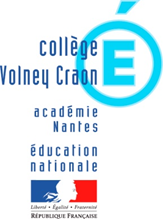 collège
Volney Craon
É
académie
Nantes
éducation
nationale
Liberté • Égalité • Fraternité
RÉPUBLIQUE FRANÇAISE